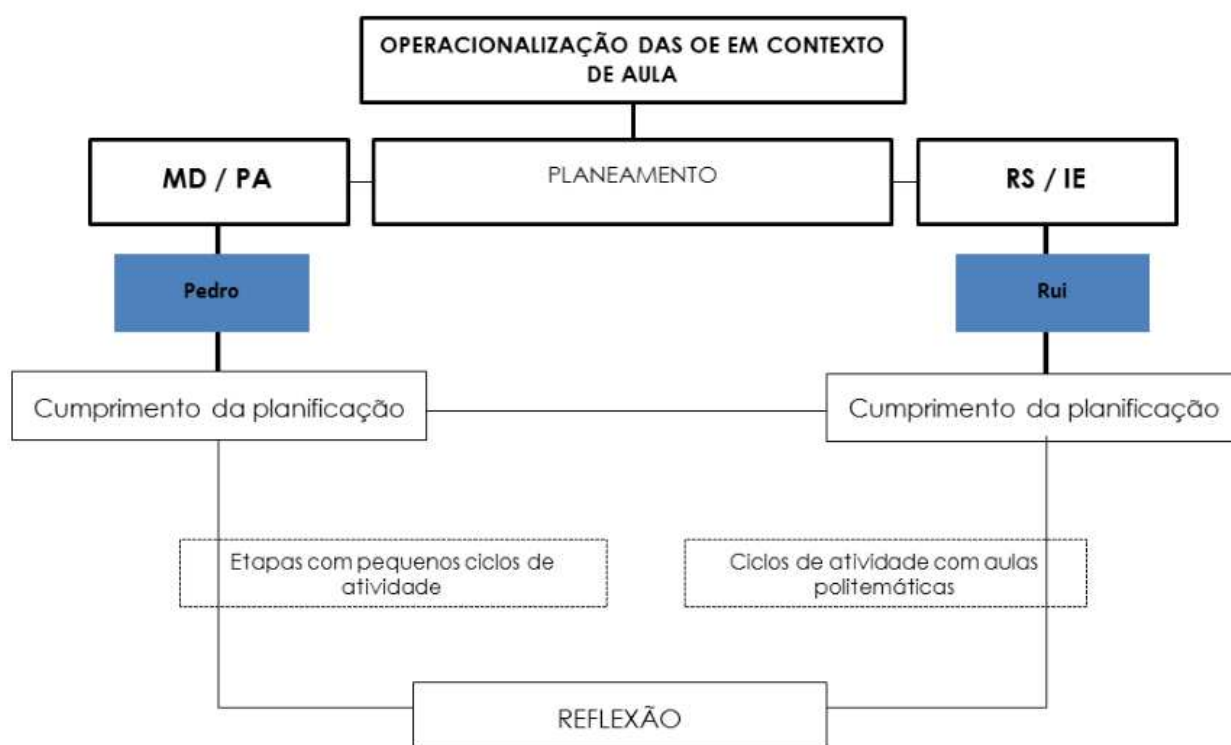 OPERACIONALIZAÇÃO DAS OE EM CONTEXTO
DE AULA
MD / PA
PLANEAMENTO
RS / IE
Pedro
Rui
Cumprimento da planificação
Cumprimento da planificação
Etapas com pequenos ciclos de
atividade
Ciclos de atividade com aulas
politemáticas
REFLEXÃO